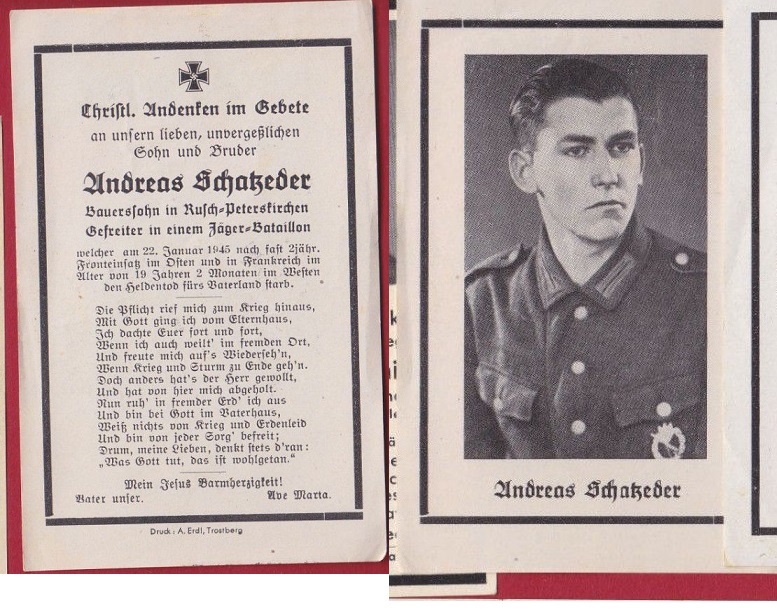 Christl. Andenken im Gebete
an unsern lieben, unvergeßlichen
Sohn und Bruder
Andreas Schatzeder
Bauerssohn in Rusch-Peterskirchen
Gefreiter in einem Jäger-Bataillon
welcher am 22. Januar 1945 nach fast 2jähr.
Fronteinsatz im Osten und in Frankreich im
Alter von 19 Jahren 2 Monaten im Westen
den Heldentod fürs Vaterland starb.
Die Pflicht rief mich zum Krieg hinaus,
Mit Gott ging ich vom Elternhaus,
Ich dachte Euer fort und fort,
Wenn ich auch weilt' im fremden Ort,
Und freute mich auf's Wiederseh'n,
Wenn Krieg und Sturm zu Ende geh'n.
Doch anders hat's der Herr gewollt,
Und hat von hier mich abgeholt.
Nun ruh' in fremder Erd' ich aus
Und bin bei Gott im Vaterhaus,
Weiß nichts von Krieg und Erdenleid
Und bin von jeder Sorg' befreit;
Drum, meine Lieben, denkt stets d'ran:
„Was Gott tut, das ist wohlgetan."
Mein Jesus Barmherzigkeit!
Vater unser. Ave Maria.
Druck: A. Erdl, Trostberg
Andreas Schatzeder